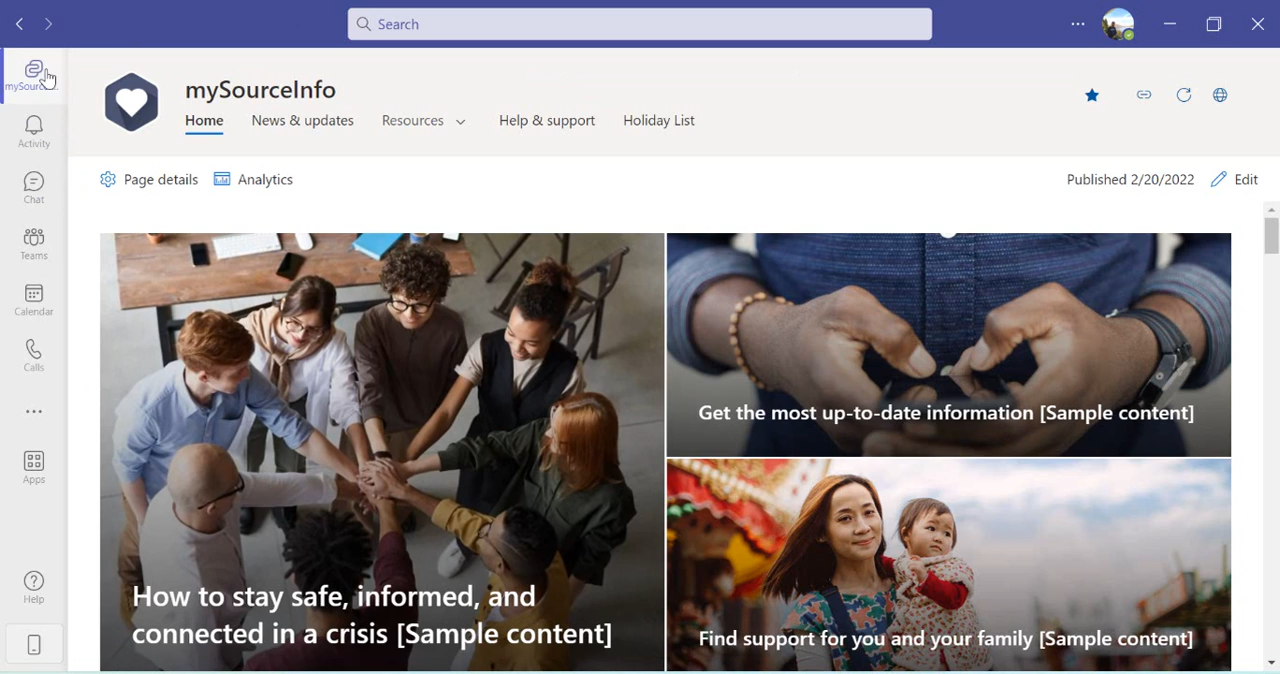 Search
mySourc...
Activity
Chat
Teams
Calendar
Calls
Apps
Help
mySourceInfo
Home
News & updates
Resources
Help & support
Holiday List
Page details
Analytics
Published 2/20/2022
Edit
How to stay safe, informed, and
connected in a crisis [Sample content]
Get the most up-to-date information [Sample content]
Find support for you and your family [Sample content]